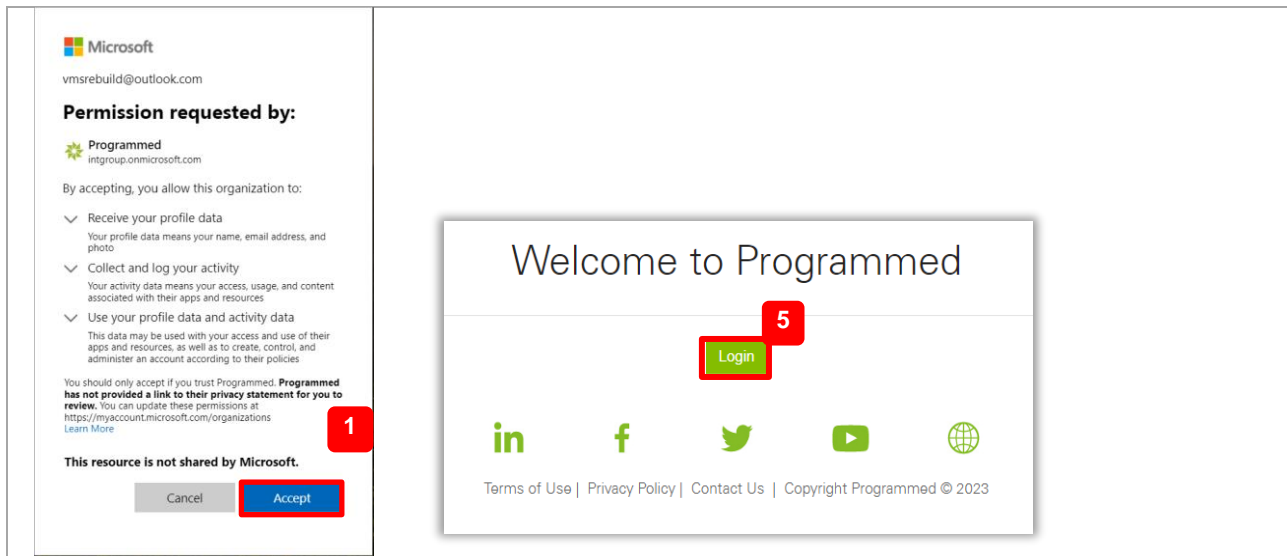 Microsoft
vmsrebuild@outlook.com
Permission requested by:
Programmed
intgroup.onmicrosoft.com
By accepting, you allow this organization to:
Receive your profile data
Your profile data means your name, email address, and
photo
Collect and log your activity
Your activity data means your access, usage, and content
associated with their apps and resources
Use your profile data and activity data
This data may be used with your access and use of their
apps and resources, as well as to create, control, and
administer an account according to their policies
You should only accept if you trust Programmed. Programmed
has not provided a link to their privacy statement for you to
review. You can update these permissions at
https://myaccount.microsoft.com/organizations
Learn More
1
This resource is not shared by Microsoft.
Cancel Accept
Welcome to Programmed
5
Login
in f
Terms of Use | Privacy Policy | Contact Us | Copyright Programmed © 2023